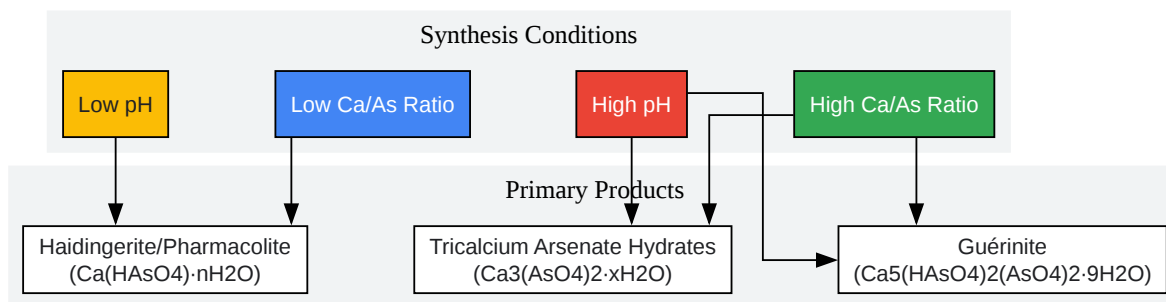 Synthesis Conditions
Low pH
Low Ca/As Ratio
High pH
High Ca/As Ratio
Primary Products
Haidingerite/Pharmacolite
(Ca(HAsO4)·nH2O)
Tricalcium Arsenate Hydrates
(Ca3(AsO4)2·xH2O)
Guérinite
(Ca5(HAsO4)2(AsO4)2·9H2O)